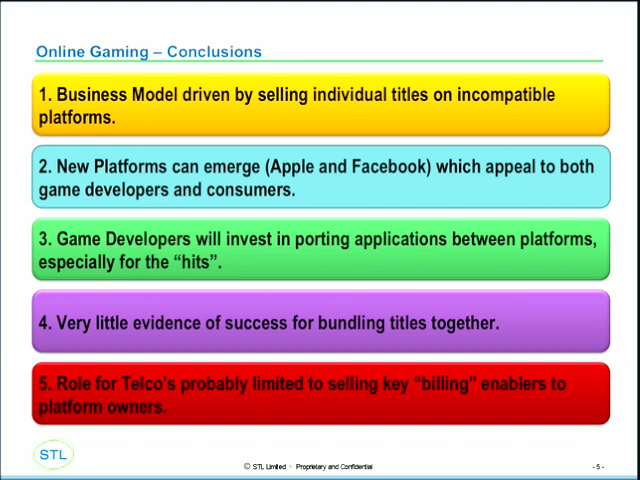 Online Gaming – Conclusions
1. Business Model driven by selling individual titles on incompatible
platforms.
2. New Platforms can emerge (Apple and Facebook) which appeal to both
game developers and consumers.
3. Game Developers will invest in porting applications between platforms,
especially for the “hits”.
4. Very little evidence of success for bundling titles together.
5. Role for Telco’s probably limited to selling key “billing” enablers to
platform owners.
STL
© STL Limited • Proprietary and Confidential
- 5 -